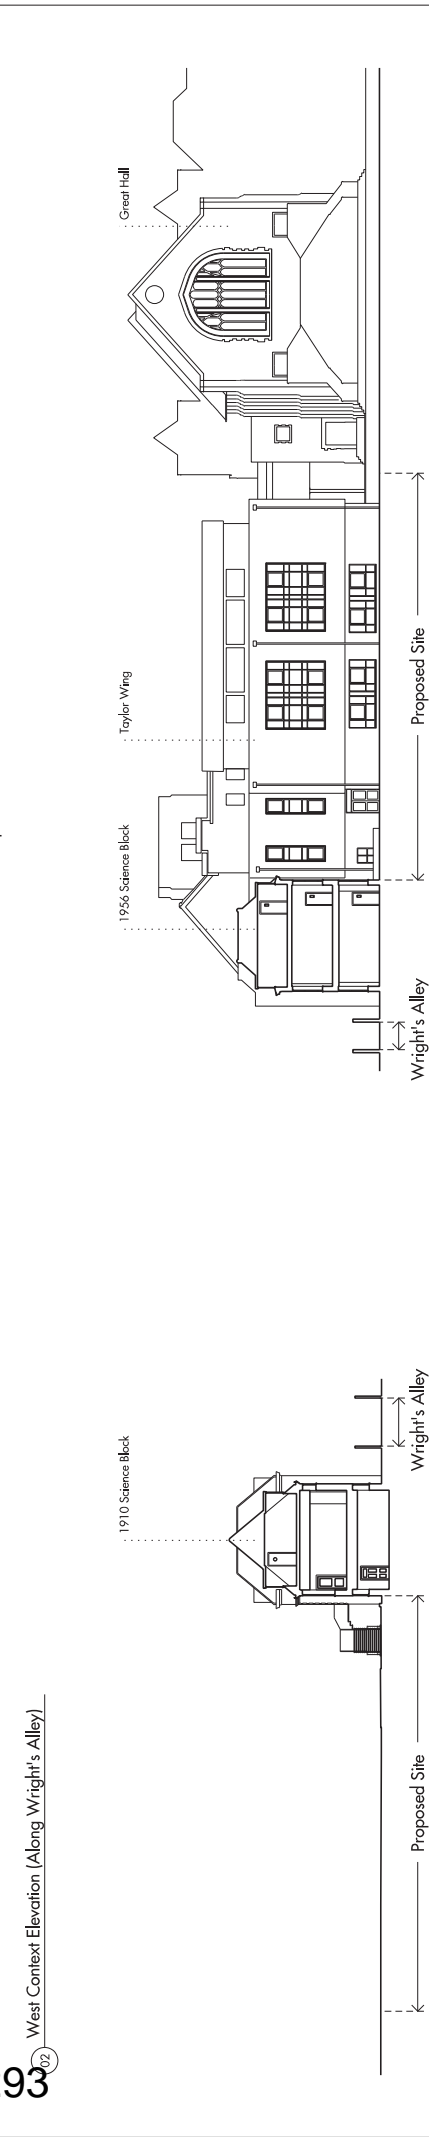 Great Hall
Taylor Wing
1956 Science Block
Proposed Site
Wright's Alley
1910 Science Block
Wright's Alley
Proposed Site
02
West Context Elevation (Along Wright's Alley)
93